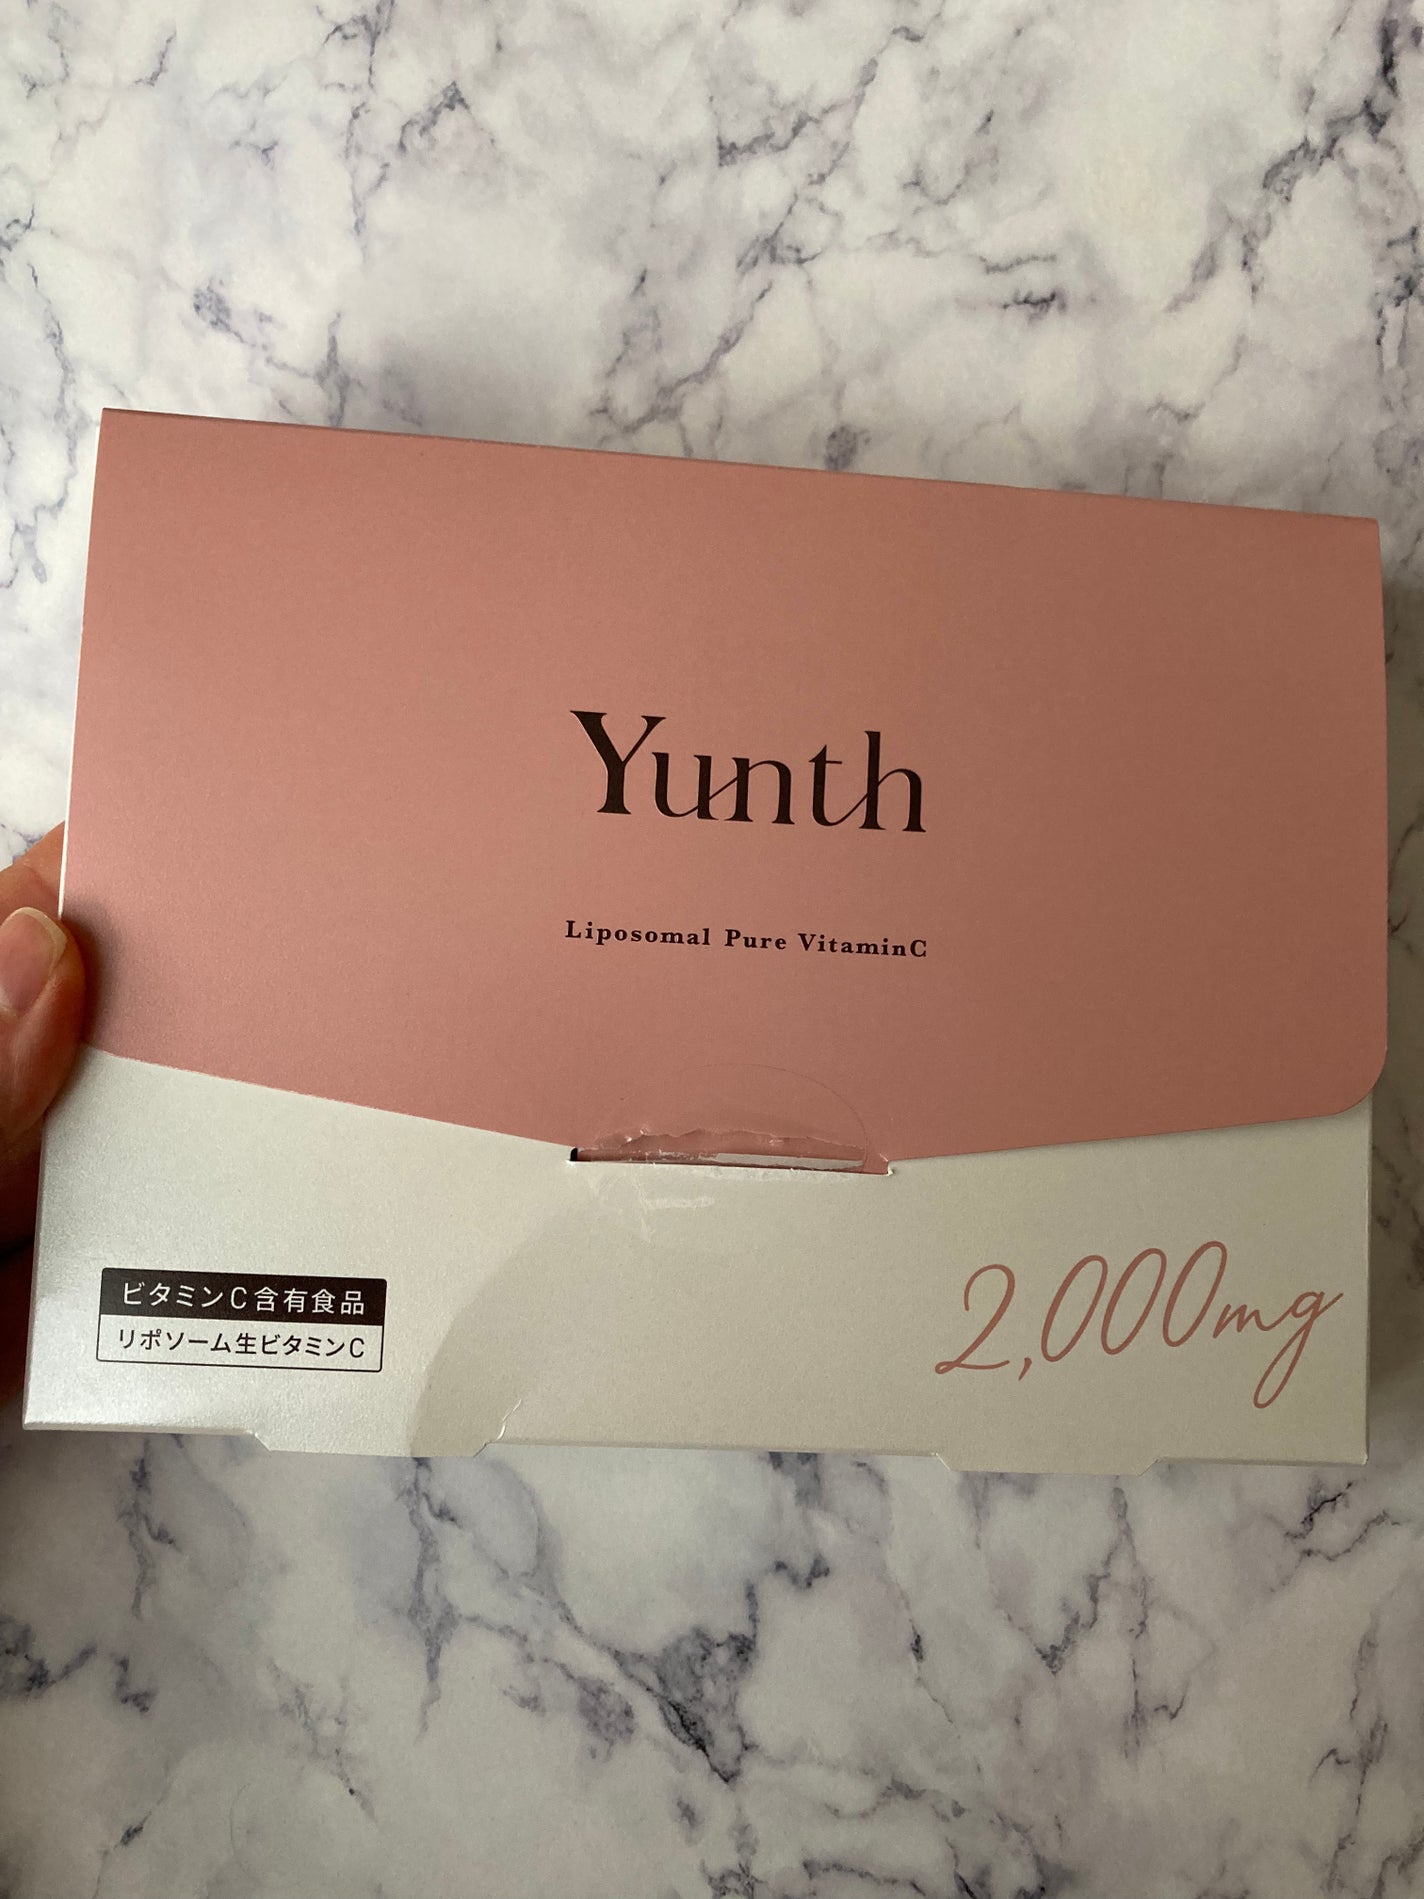 Yunth
Liposomal Pure VitaminC
ビタミンC含有食品
リポソーム生ビタミンC
2,000mg